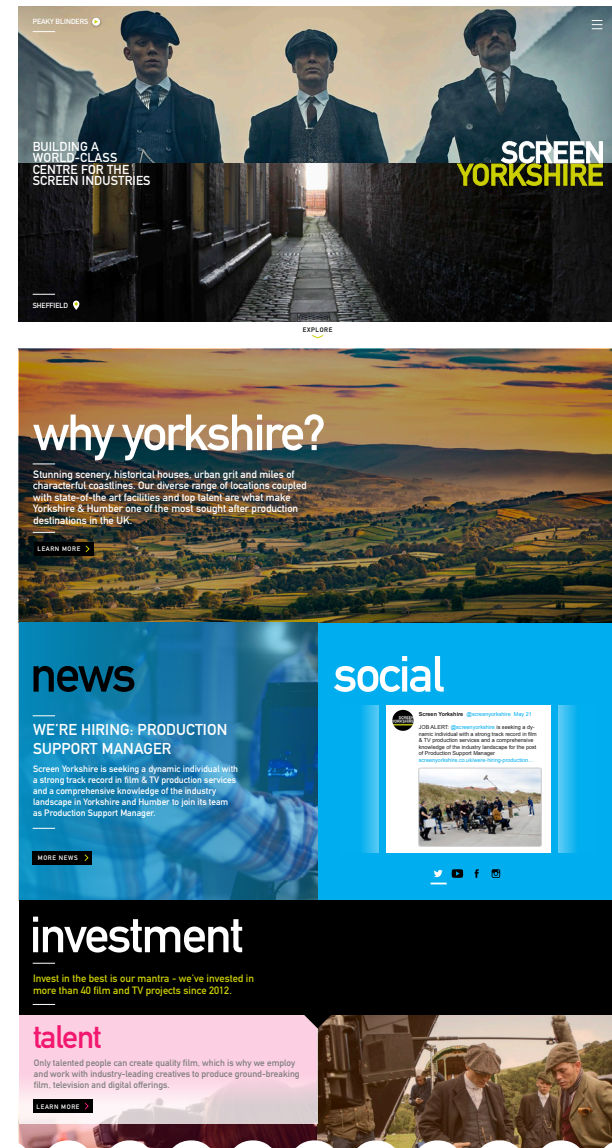 PEAKY BLINDERS
BUILDING A
WORLD-CLASS
CENTRE FOR THE
SCREEN INDUSTRIES
SCREEN
YORKSHIRE
SHEFFIELD
EXPLORE
why yorkshire?
Stunning scenery, historical houses, urban grit and miles of
characterful coastlines. Our diverse range of locations coupled
with state-of-the art facilities and top talent are what make
Yorkshire & Humber one of the most sought after production
destinations in the UK.
LEARN MORE
news
WE'RE HIRING: PRODUCTION
SUPPORT MANAGER
Screen Yorkshire is seeking a dynamic individual with
a strong track record in film & TV production services
and a comprehensive knowledge of the industry
landscape in Yorkshire and Humber to join its team
as Production Support Manager.
MORE NEWS
social
SCREEN
YORKSHIRE
Screen Yorkshire @screenyorkshire May 21
JOB ALERT: @screenyorkshire is seeking a dy-
namic individual with a strong track record in film
& TV production services and a comprehensive
knowledge of the industry landscape for the post
of Production Support Manager
screenyorkshire.co.uk/were-hiring-production...
investment
Invest in the best is our mantra - we've invested in
more than 40 film and TV projects since 2012.
talent
Only talented people can create quality film, which is why we employ
and work with industry-leading creatives to produce ground-breaking
film, television and digital offerings.
LEARN MORE